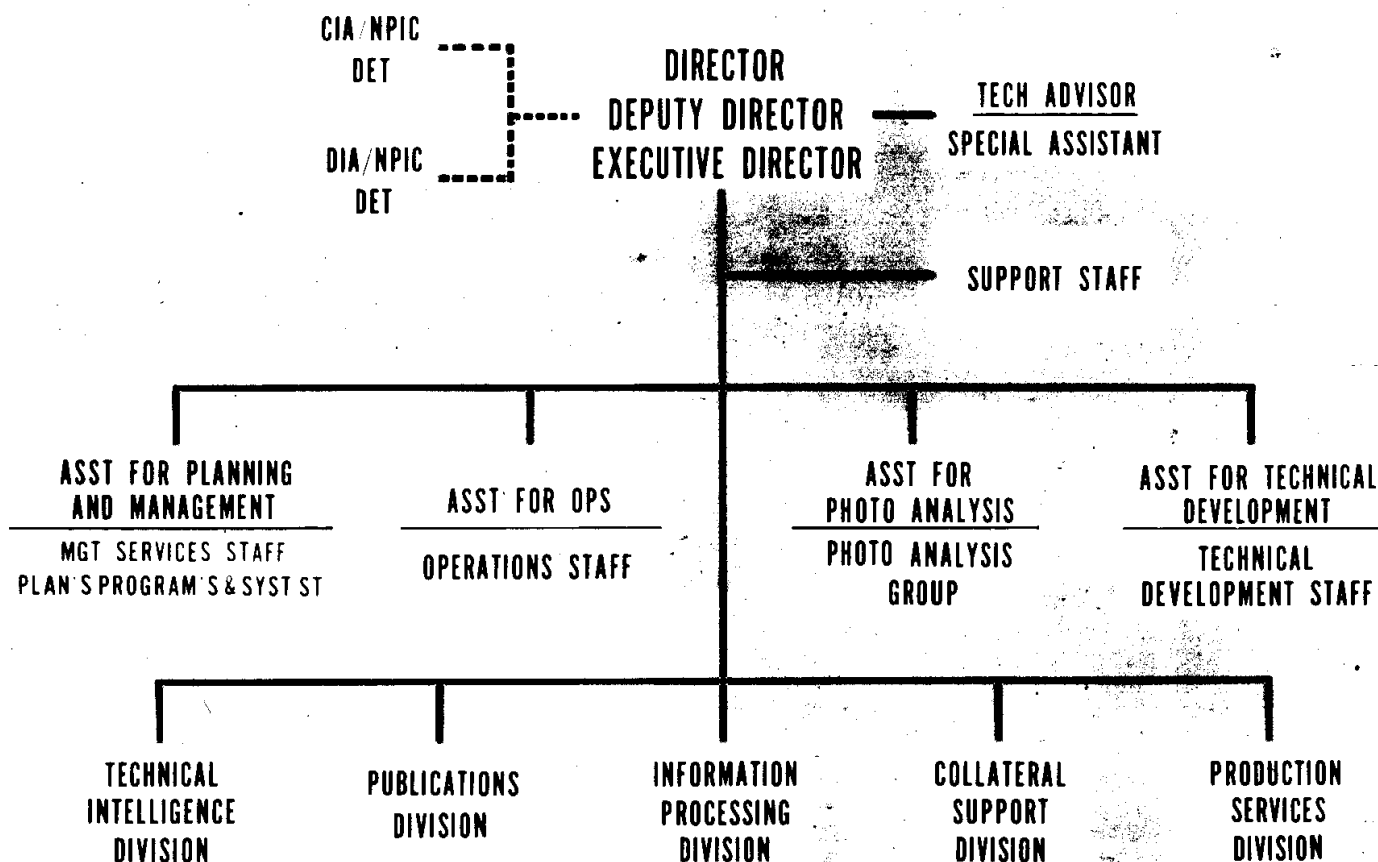 CIA/NPIC
DET
DIA/NPIC
DET
DIRECTOR
DEPUTY DIRECTOR
EXECUTIVE DIRECTOR
TECH ADVISOR
SPECIAL ASSISTANT
SUPPORT STAFF
ASST FOR PLANNING
AND MANAGEMENT
MGT SERVICES STAFF
PLAN'S PROGRAM'S & SYST ST
ASST FOR OPS
OPERATIONS STAFF
ASST FOR
PHOTO ANALYSIS
PHOTO ANALYSIS
GROUP
ASST FOR TECHNICAL
DEVELOPMENT
TECHNICAL
DEVELOPMENT STAFF
TECHNICAL
INTELLIGENCE
DIVISION
PUBLICATIONS
DIVISION
INFORMATION
PROCESSING
DIVISION
COLLATERAL
SUPPORT
DIVISION
PRODUCTION
SERVICES
DIVISION